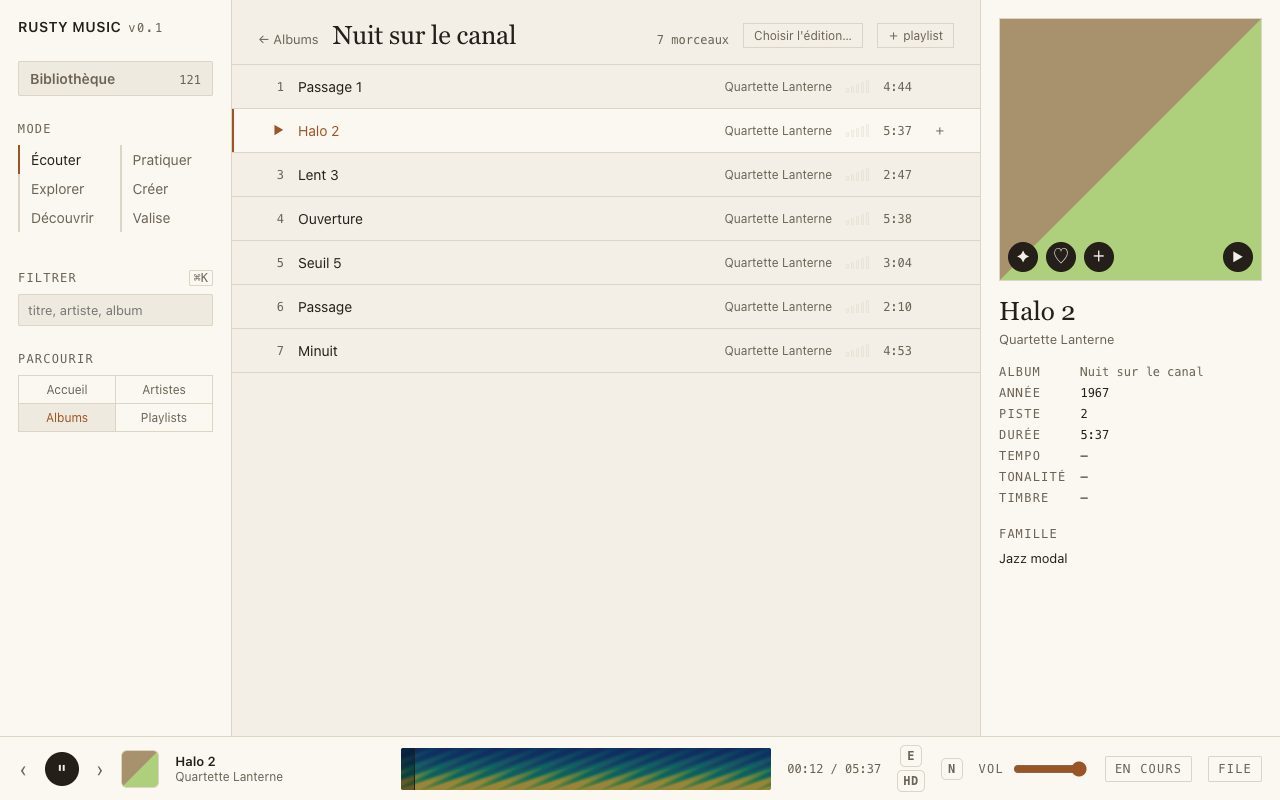 RUSTY MUSIC v0.1
Bibliothèque 121
MODE
Écouter Pratiquer
Explorer Créer
Découvrir Valise
FILTRER ⌘K
titre, artiste, album
PARCOURIR
Accueil Artistes
Albums Playlists
← Albums Nuit sur le canal 7 morceaux Choisir l'édition… + playlist
1 Passage 1 Quartette Lanterne 4:44
▶ Halo 2 Quartette Lanterne 5:37 +
3 Lent 3 Quartette Lanterne 2:47
4 Ouverture Quartette Lanterne 5:38
5 Seuil 5 Quartette Lanterne 3:04
6 Passage Quartette Lanterne 2:10
7 Minuit Quartette Lanterne 4:53
Halo 2
Quartette Lanterne
ALBUM Nuit sur le canal
ANNÉE 1967
PISTE 2
DURÉE 5:37
TEMPO —
TONALITÉ —
TIMBRE —
FAMILLE
Jazz modal
Halo 2
Quartette Lanterne
00:12 / 05:37
E
HD
N
VOL
EN COURS
FILE